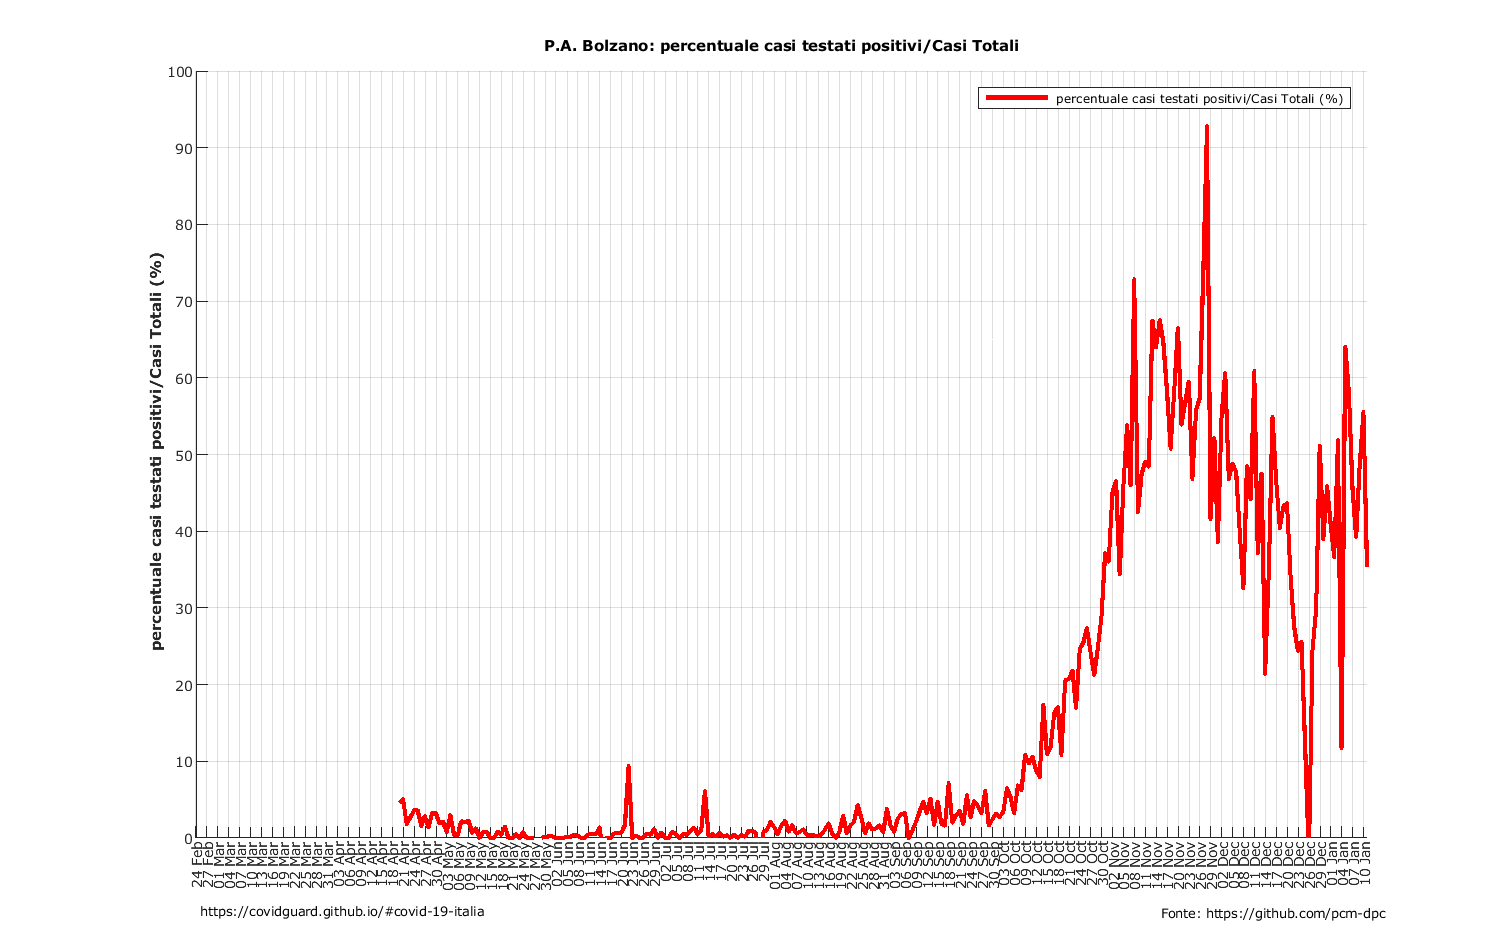 P.A. Bolzano: percentuale casi testati positivi/Casi Totali
percentuale casi testati positivi/Casi Totali (%)
percentuale casi testati positivi/Casi Totali (%)
100
90
80
70
60
50
40
30
20
10
0
24 Feb
27 Feb
01 Mar
04 Mar
07 Mar
10 Mar
13 Mar
16 Mar
19 Mar
22 Mar
25 Mar
28 Mar
31 Mar
03 Apr
06 Apr
09 Apr
12 Apr
15 Apr
18 Apr
21 Apr
24 Apr
27 Apr
30 Apr
03 May
06 May
09 May
12 May
15 May
18 May
21 May
24 May
27 May
30 May
02 Jun
05 Jun
08 Jun
11 Jun
14 Jun
17 Jun
20 Jun
23 Jun
26 Jun
29 Jun
02 Jul
05 Jul
08 Jul
11 Jul
14 Jul
17 Jul
20 Jul
23 Jul
26 Jul
29 Jul
01 Aug
04 Aug
07 Aug
10 Aug
13 Aug
16 Aug
19 Aug
22 Aug
25 Aug
28 Aug
31 Aug
03 Sep
06 Sep
09 Sep
12 Sep
15 Sep
18 Sep
21 Sep
24 Sep
27 Sep
30 Sep
03 Oct
06 Oct
09 Oct
12 Oct
15 Oct
18 Oct
21 Oct
24 Oct
27 Oct
30 Oct
02 Nov
05 Nov
08 Nov
11 Nov
14 Nov
17 Nov
20 Nov
23 Nov
26 Nov
29 Nov
02 Dec
05 Dec
08 Dec
11 Dec
14 Dec
17 Dec
20 Dec
23 Dec
26 Dec
29 Dec
01 Jan
04 Jan
07 Jan
10 Jan
https://covidguard.github.io/#covid-19-italia
Fonte: https://github.com/pcm-dpc